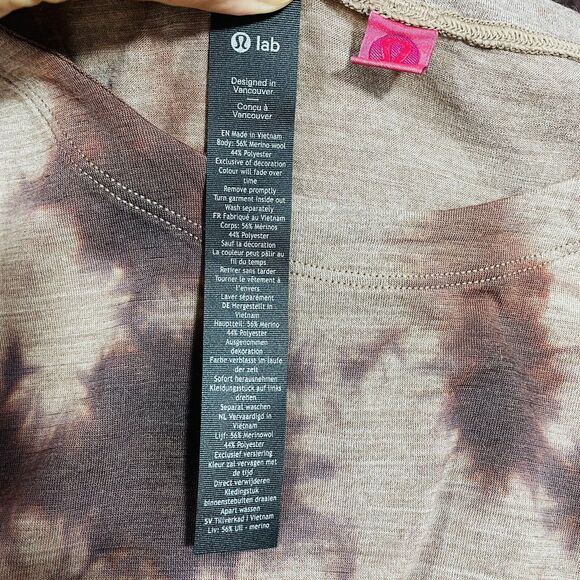 lab
Designed in
Vancouver
Conçu à
Vancouver
EN Made in Vietnam
Body: 56% Merino wool
44% Polyester
Exclusive of decoration
Colour will fade over
time
Remove promptly
Turn garment inside out
Wash separately
FR Fabriqué au Vietnam
Corps: 56% Mérinos
44% Polyester
Sauf la décoration
La couleur peut pâlir au
fil du temps
Retirer sans tarder
Tourner le vêtement à
l'envers
Laver séparément
DE Hergestellt in
Vietnam
Hauptteil: 56% Merino
44% Polyester
Ausgenommen
dekoration
Farbe verblasst im laufe
der zeit
Sofort herausnehmen
Kleidungsstück auf links
drehen
Separat waschen
NL Vervaardigd in
Vietnam
Lijf: 56% Merinowol
44% Polyester
Exclusief versiering
Kleur zal vervagen met
de tijd
Direct verwijderen
Kledingstuk
binnenstebuiten draaien
Apart wassen
SV Tillverkad i Vietnam
Liv: 56% Ull - merino